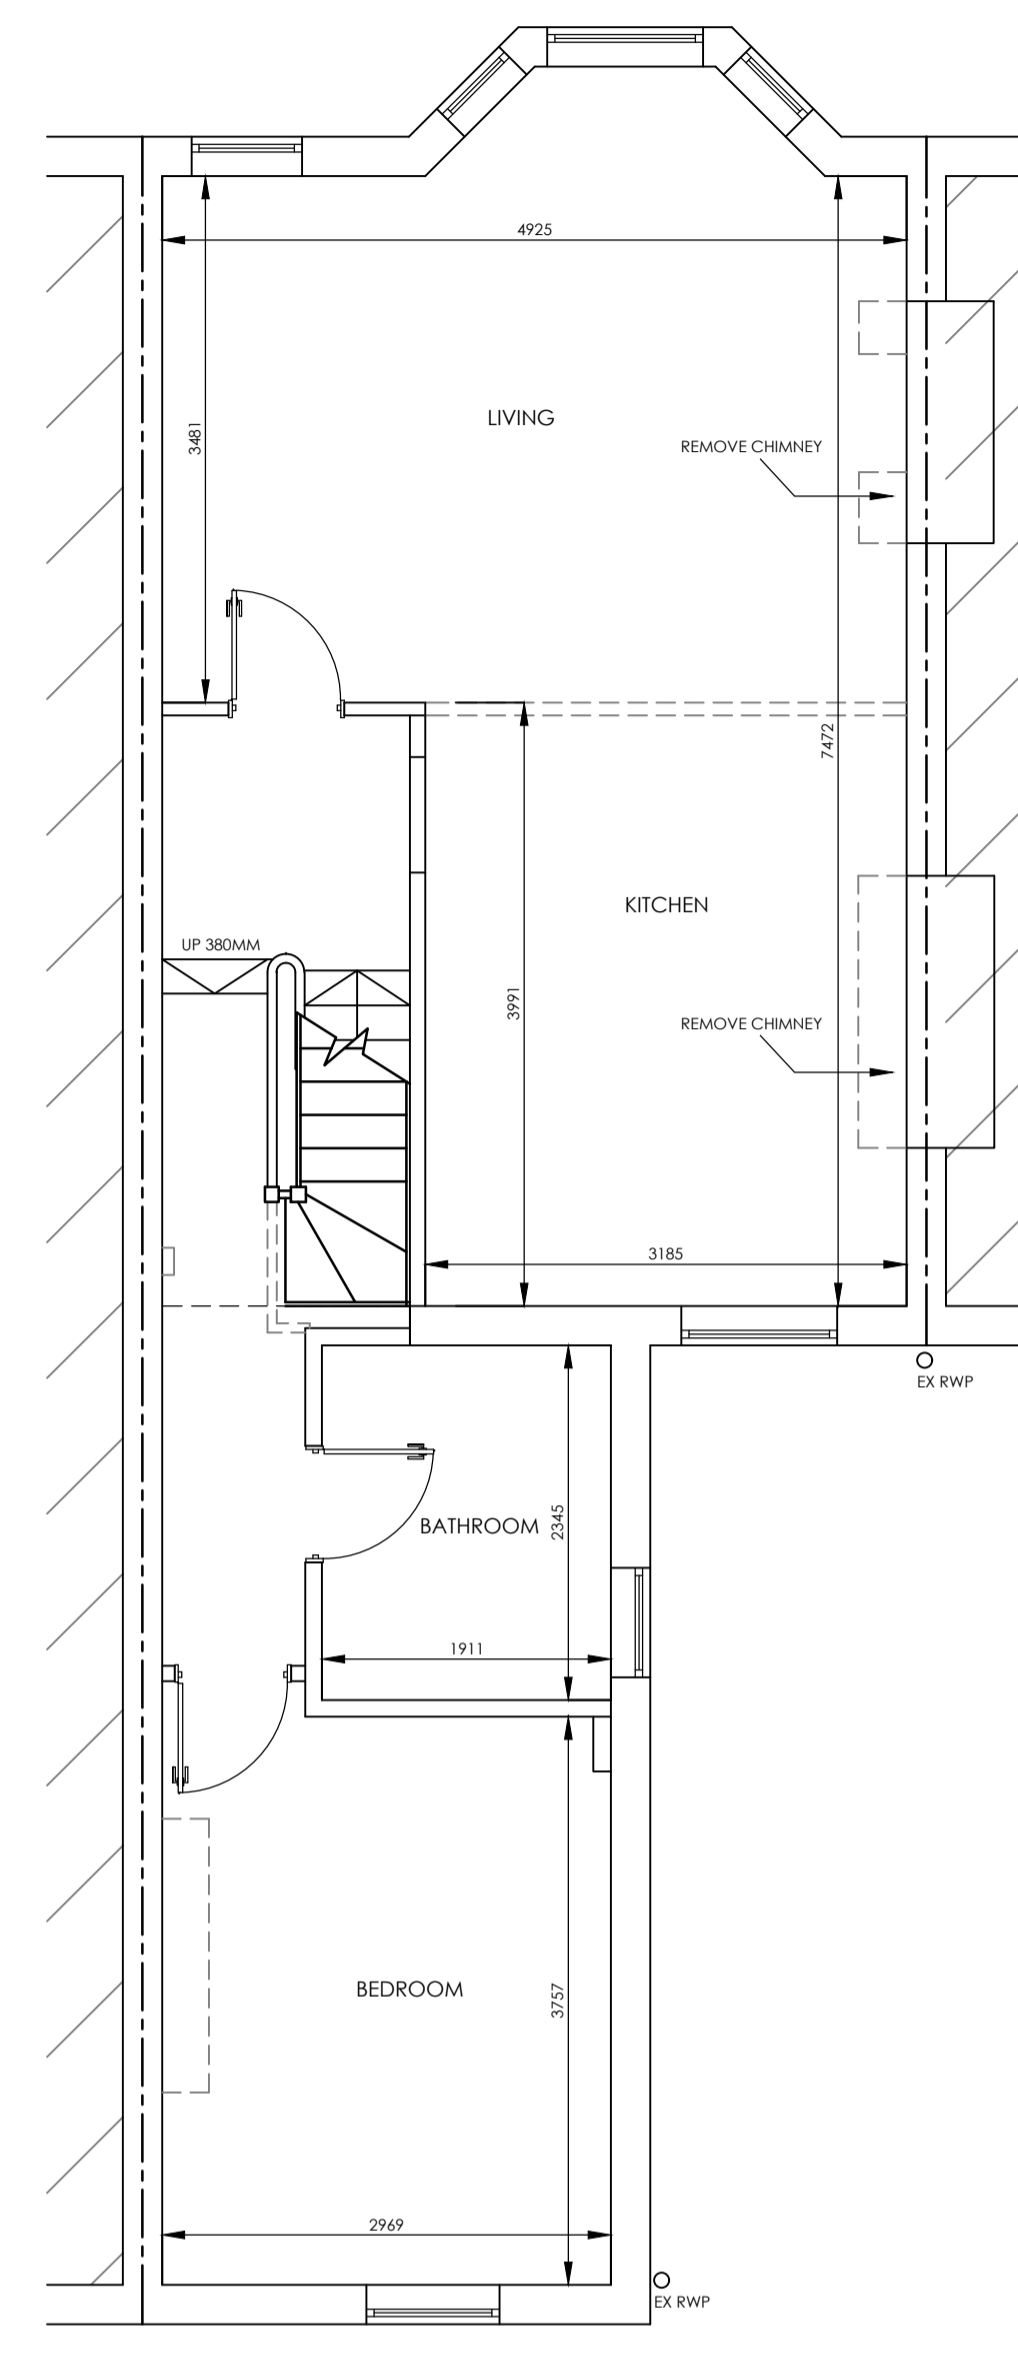 4925
3481
LIVING
REMOVE CHIMNEY
7472
KITCHEN
UP 380MM
3991
REMOVE CHIMNEY
3185
EX RWP
BATHROOM
2345
1911
BEDROOM
3757
2969
EX RWP